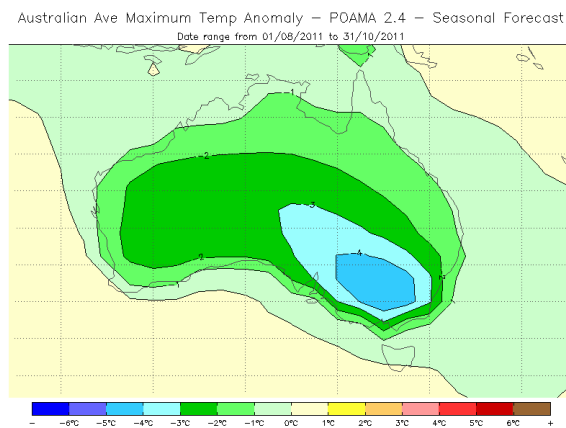 Australian Ave Maximum Temp Anomaly – POAMA 2.4 – Seasonal Forecast
Date range from 01/08/2011 to 31/10/2011
-1
-2
-3
-4
-2
-1
- -6°C -5°C -4°C -3°C -2°C -1°C 0°C 1°C 2°C 3°C 4°C 5°C 6°C +